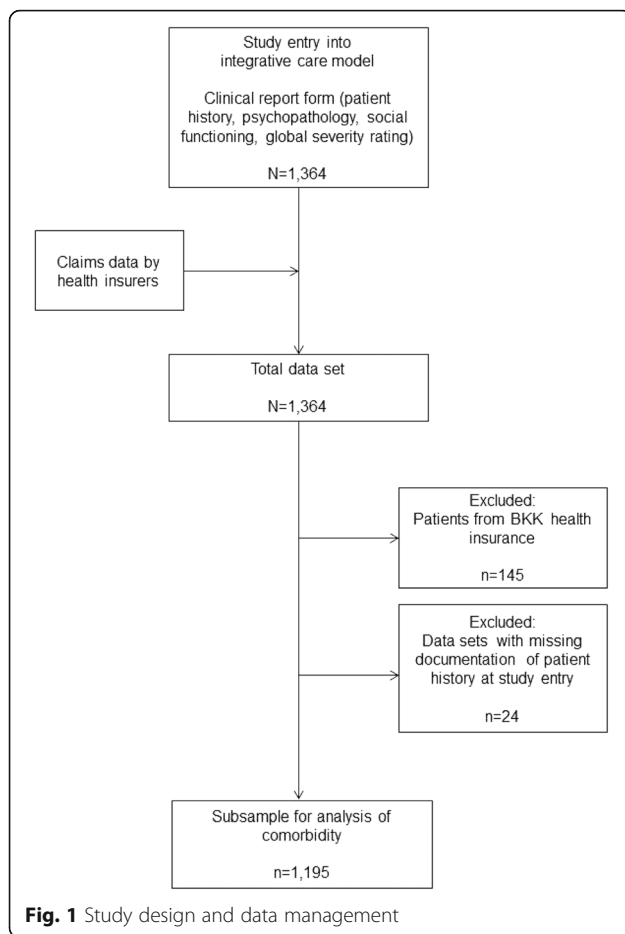 Study entry into
integrative care model
Clinical report form (patient
history, psychopathology, social
functioning, global severity rating)
N=1,364
Claims data by
health insurers
Total data set
N=1,364
Excluded:
Patients from BKK health
insurance
n=145
Excluded:
Data sets with missing
documentation of patient
history at study entry
n=24
Subsample for analysis of
comorbidity
n=1,195
Fig. 1 Study design and data management